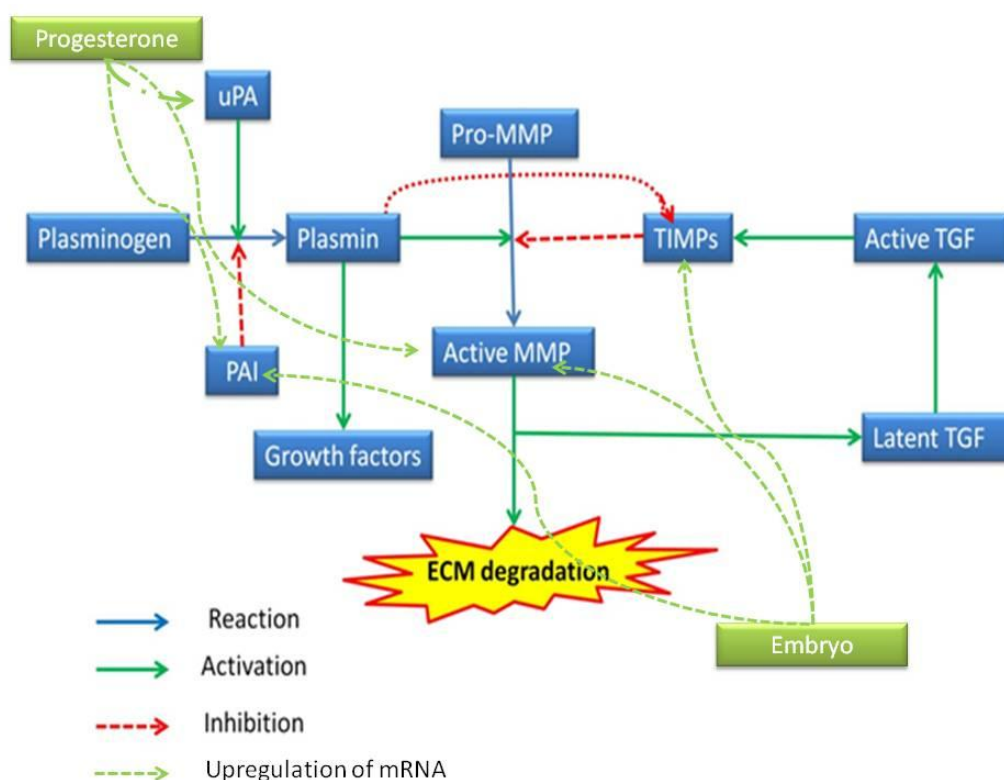 Progesterone
uPA
Pro-MMP
Plasminogen
Plasmin
TIMPs
Active TGF
PAI
Active MMP
Growth factors
Latent TGF
ECM degradation
Embryo
Reaction
Activation
Inhibition
Upregulation of mRNA